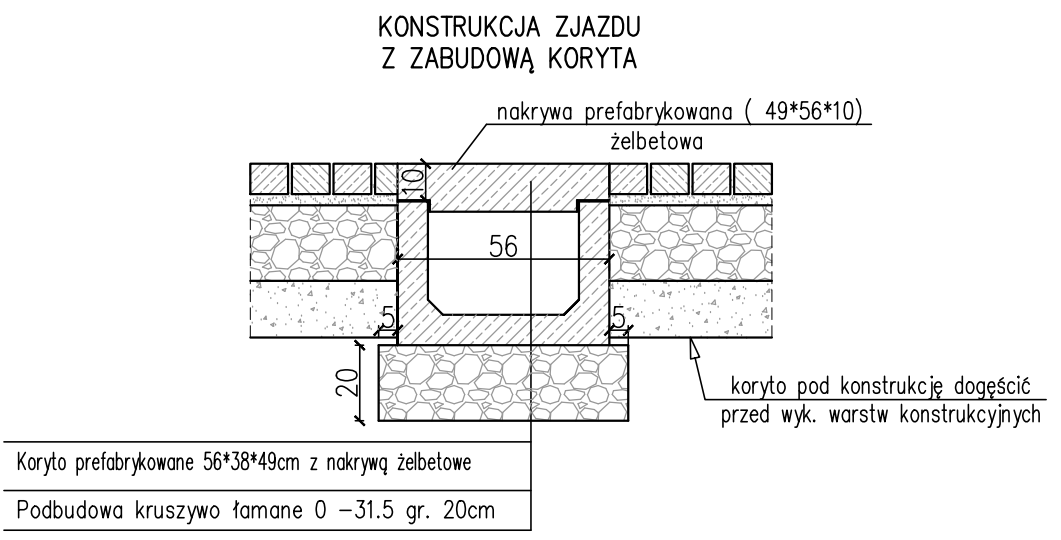 KONSTRUKCJA ZJAZDU
Z ZABUDOWĄ KORYTA
nakrywa prefabrykowana ( 49*56*10)
żelbetowa
10
56
5
5
20
koryto pod konstrukcję dogęścić
przed wyk. warstw konstrukcyjnych
Koryto prefabrykowane 56*38*49cm z nakrywą żelbetowe
Podbudowa kruszywo łamane 0 –31.5 gr. 20cm